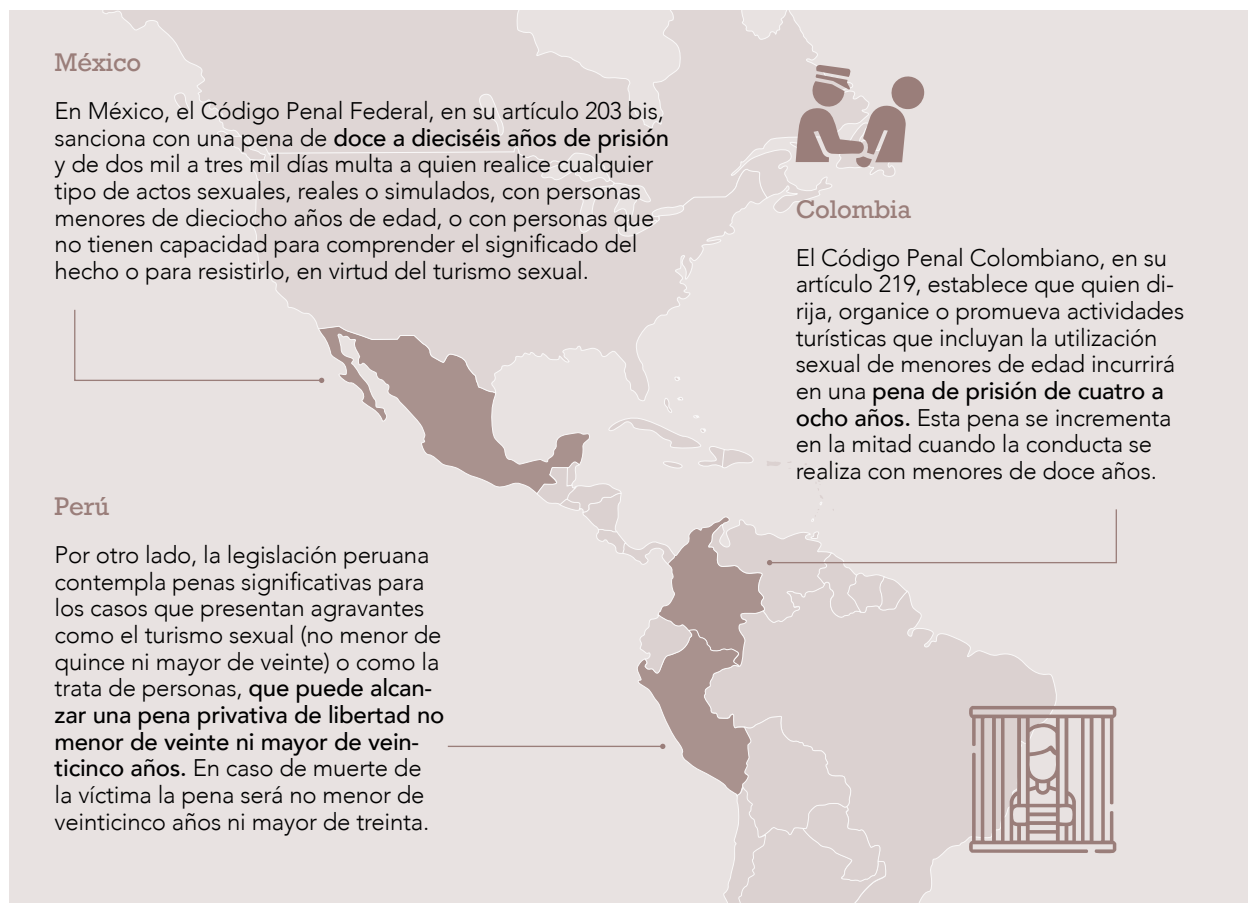 México
En México, el Código Penal Federal, en su artículo 203 bis,
sanciona con una pena de doce a dieciséis años de prisión
y de dos mil a tres mil días multa a quien realice cualquier
tipo de actos sexuales, reales o simulados, con personas
menores de dieciocho años de edad, o con personas que
no tienen capacidad para comprender el significado del
hecho o para resistirlo, en virtud del turismo sexual.
Colombia
El Código Penal Colombiano, en su
artículo 219, establece que quien di-
rija, organice o promueva actividades
turísticas que incluyan la utilización
sexual de menores de edad incurrirá
en una pena de prisión de cuatro a
ocho años. Esta pena se incrementa
en la mitad cuando la conducta se
realiza con menores de doce años.
Perú
Por otro lado, la legislación peruana
contempla penas significativas para
los casos que presentan agravantes
como el turismo sexual (no menor de
quince ni mayor de veinte) o como la
trata de personas, que puede alcan-
zar una pena privativa de libertad no
menor de veinte ni mayor de vein-
ticinco años. En caso de muerte de
la víctima la pena será no menor de
veinticinco años ni mayor de treinta.